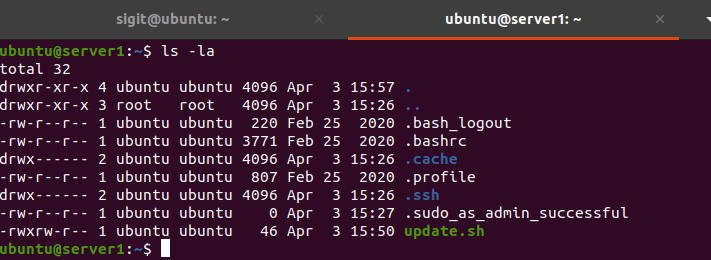 sigit@ubuntu: ~ × ubuntu@server1: ~ ×
ubuntu@server1:~$ ls -la
total 32
drwxr-xr-x 4 ubuntu ubuntu 4096 Apr  3 15:57 .
drwxr-xr-x 3 root   root   4096 Apr  3 15:26 ..
-rw-r--r-- 1 ubuntu ubuntu  220 Feb 25  2020 .bash_logout
-rw-r--r-- 1 ubuntu ubuntu 3771 Feb 25  2020 .bashrc
drwx------ 2 ubuntu ubuntu 4096 Apr  3 15:26 .cache
-rw-r--r-- 1 ubuntu ubuntu  807 Feb 25  2020 .profile
drwx------ 2 ubuntu ubuntu 4096 Apr  3 15:26 .ssh
-rw-r--r-- 1 ubuntu ubuntu    0 Apr  3 15:27 .sudo_as_admin_successful
-rwxrw-r-- 1 ubuntu ubuntu   46 Apr  3 15:50 update.sh
ubuntu@server1:~$